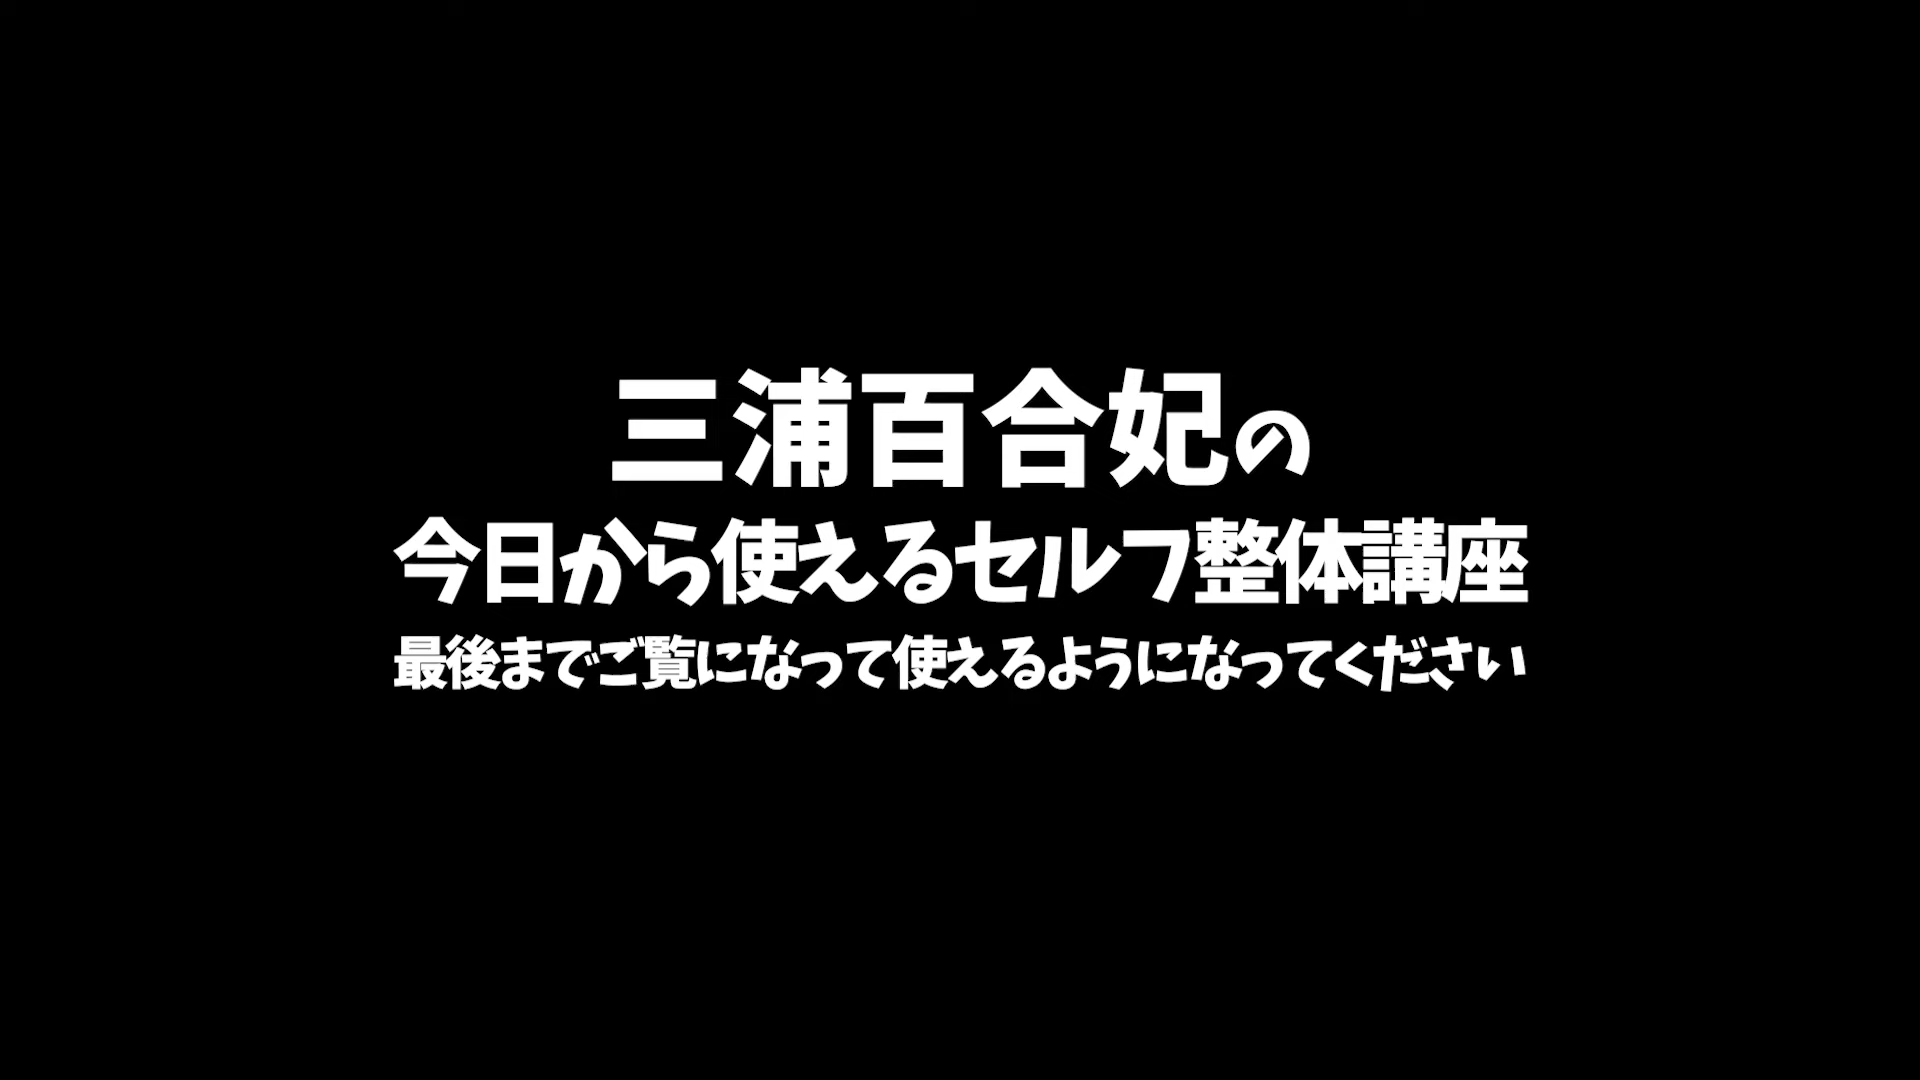 三浦百合妃の
今日から使えるセルフ整体講座
最後までご覧になって使えるようになってください